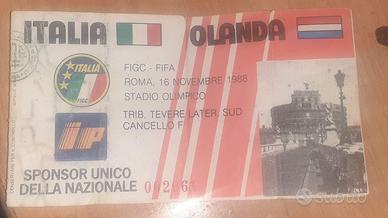 ITALIA
OLANDA
ITALIA
FIGC
FIGC - FIFA
ROMA, 16 NOVEMBRE 1988
STADIO OLIMPICO
TRIB. TEVERE LATER. SUD
CANCELLO F
IP
SPONSOR UNICO
DELLA NAZIONALE
Subito